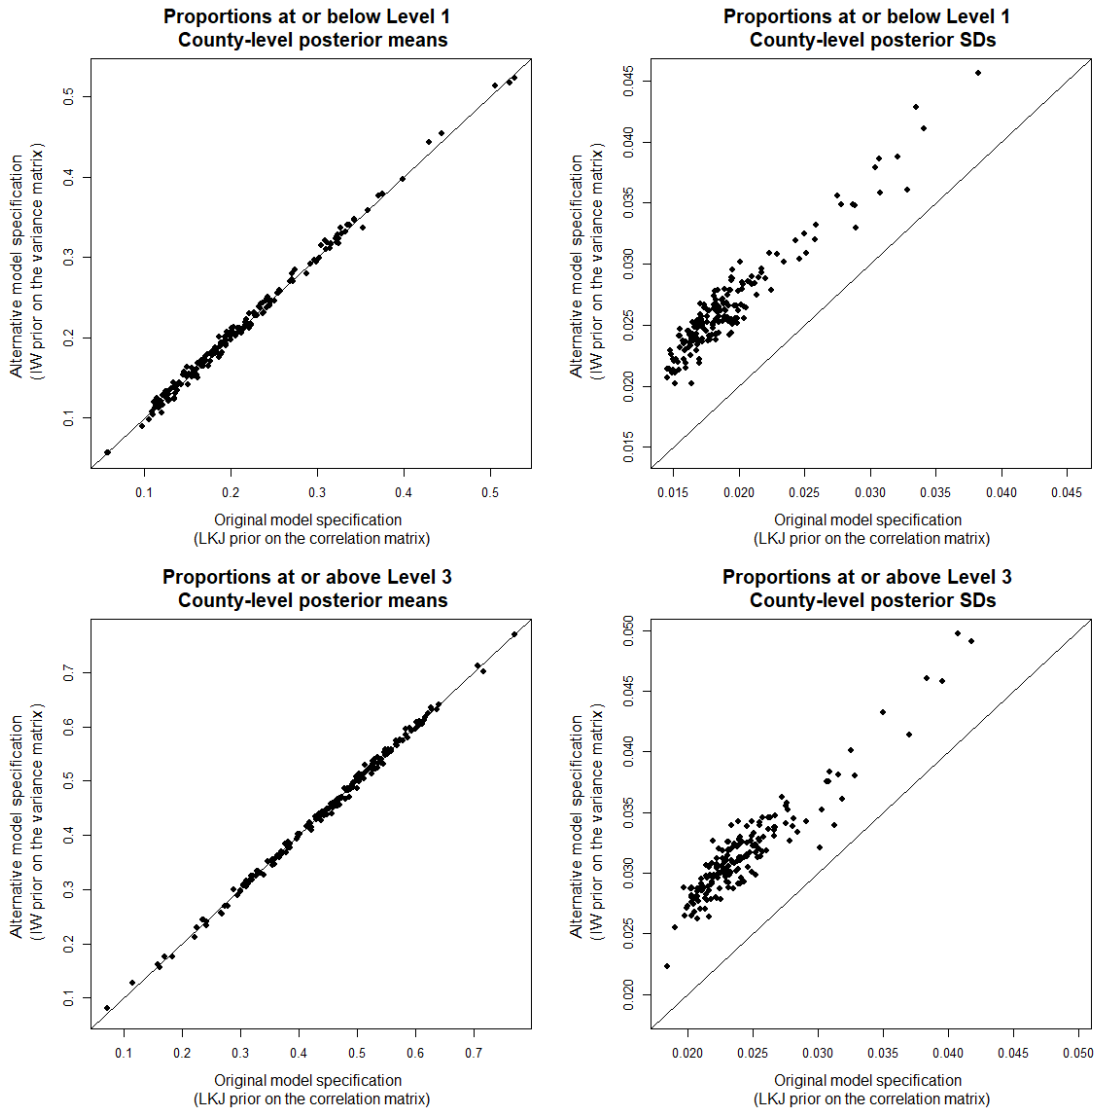 Proportions at or below Level 1
County-level posterior means
Alternative model specification
(IW prior on the variance matrix)
0.5
0.4
0.3
0.2
0.1
0.1 0.2 0.3 0.4 0.5
Original model specification
(LKJ prior on the correlation matrix)
Proportions at or below Level 1
County-level posterior SDs
Alternative model specification
(IW prior on the variance matrix)
0.045
0.040
0.035
0.030
0.025
0.020
0.015
0.015 0.020 0.025 0.030 0.035 0.040 0.045
Original model specification
(LKJ prior on the correlation matrix)
Proportions at or above Level 3
County-level posterior means
Alternative model specification
(IW prior on the variance matrix)
0.7
0.6
0.5
0.4
0.3
0.2
0.1
0.1 0.2 0.3 0.4 0.5 0.6 0.7
Original model specification
(LKJ prior on the correlation matrix)
Proportions at or above Level 3
County-level posterior SDs
Alternative model specification
(IW prior on the variance matrix)
0.050
0.045
0.040
0.035
0.030
0.025
0.020
0.020 0.025 0.030 0.035 0.040 0.045 0.050
Original model specification
(LKJ prior on the correlation matrix)